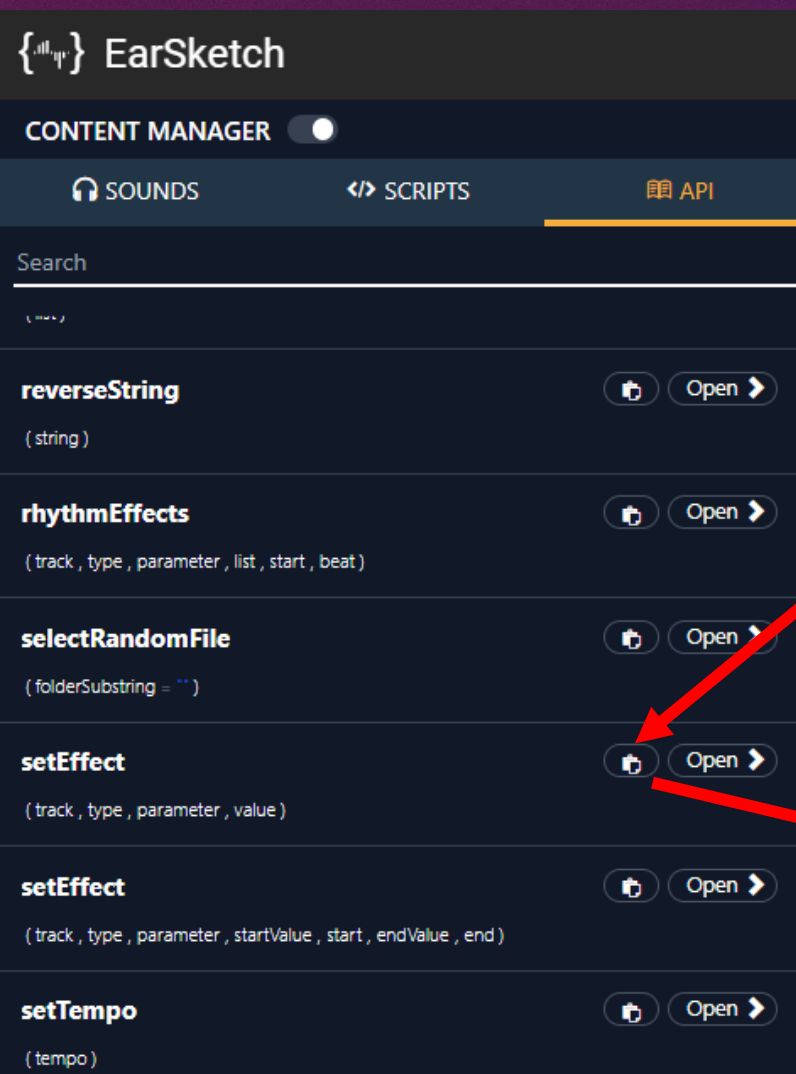 EarSketch
CONTENT MANAGER
SOUNDS </> SCRIPTS API
Search
reverseString Open
( string )
rhythmEffects Open
( track , type , parameter , list , start , beat )
selectRandomFile Open
( folderSubstring = "" )
setEffect Open
( track , type , parameter , value )
setEffect Open
( track , type , parameter , startValue , start , endValue , end )
setTempo Open
( tempo )